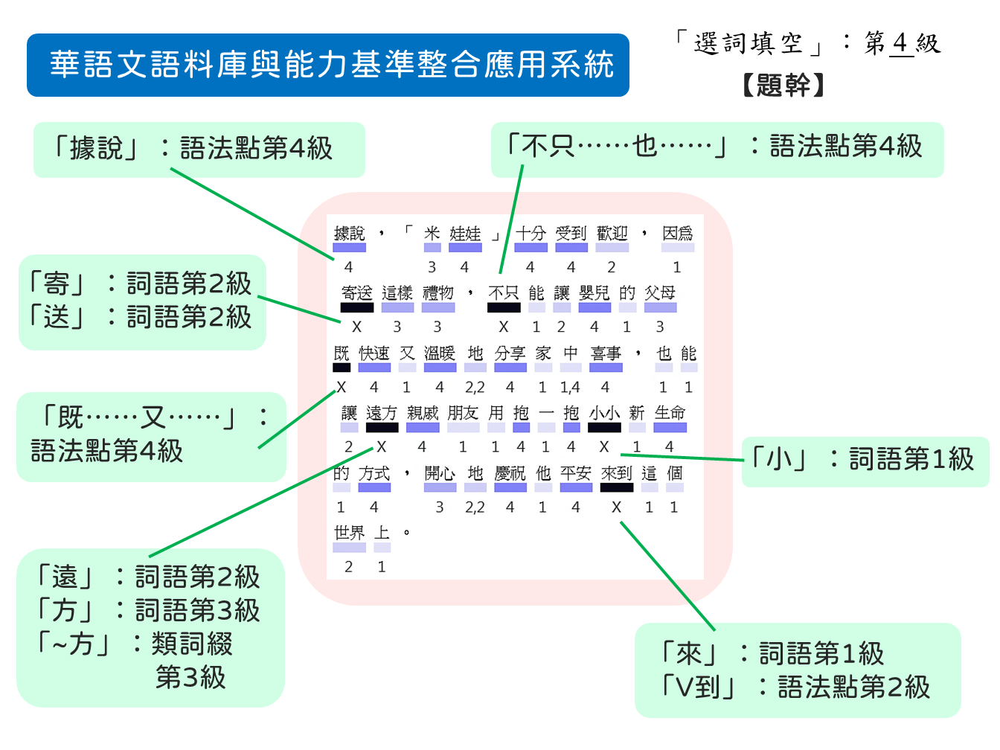 華語文語料庫與能力基準整合應用系統
「選詞填空」：第4級
【題幹】
「據說」：語法點第4級
「不只……也……」：語法點第4級
據說，「米 娃娃」十分 受到 歡迎，因為
4 3 4 4 4 2 1
寄送 這樣 禮物，不只 能 讓 嬰兒 的 父母
X 3 3 X 1 2 4 1 3
既 快速 又 溫暖 地 分享 家 中 喜事，也 能
X 4 1 4 2,2 4 1 1,4 4 1 1
讓 遠方 親戚 朋友 用 抱 一 抱 小小 新 生命
2 X 4 1 1 4 1 4 X 1 4
的 方式，開心 地 慶祝 他 平安 來到 這 個
1 4 3 2,2 4 1 4 X 1 1
世界 上。
2 1
「寄」：詞語第2級
「送」：詞語第2級
「既……又……」：
語法點第4級
「小」：詞語第1級
「遠」：詞語第2級
「方」：詞語第3級
「~方」：類詞綴
第3級
「來」：詞語第1級
「V到」：語法點第2級